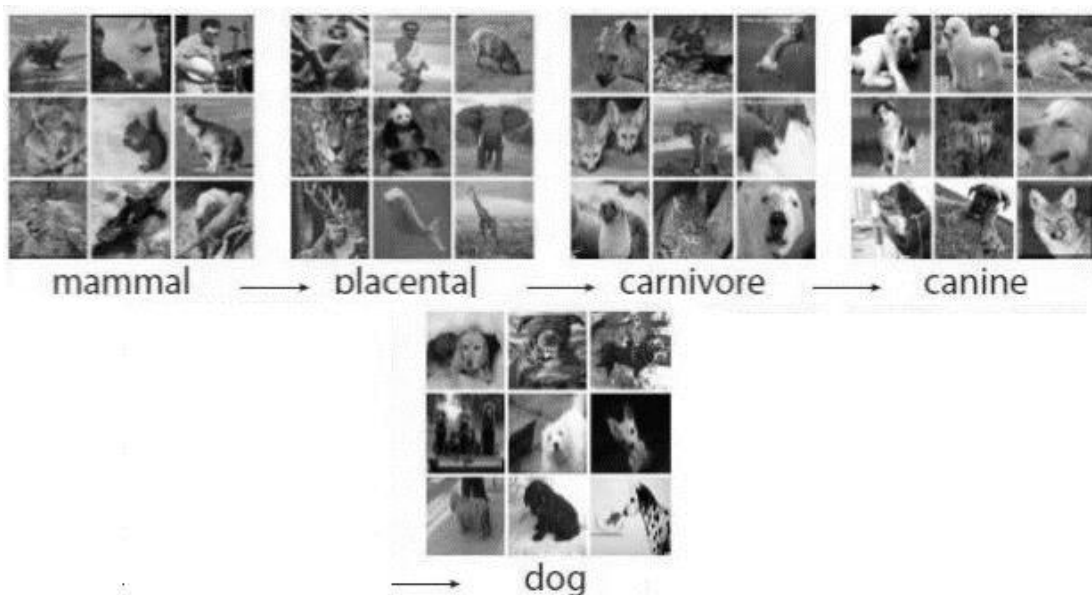 mammal → placental → carnivore → canine
→ dog